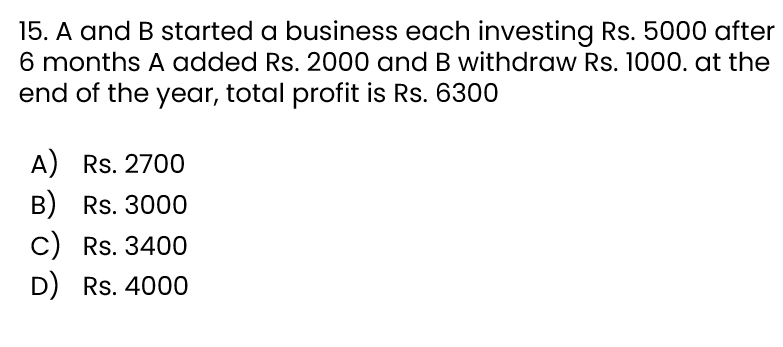 15. A and B started a business each investing Rs. 5000 after
6 months A added Rs. 2000 and B withdraw Rs. 1000. at the
end of the year, total profit is Rs. 6300
A) Rs. 2700
B) Rs. 3000
C) Rs. 3400
D) Rs. 4000